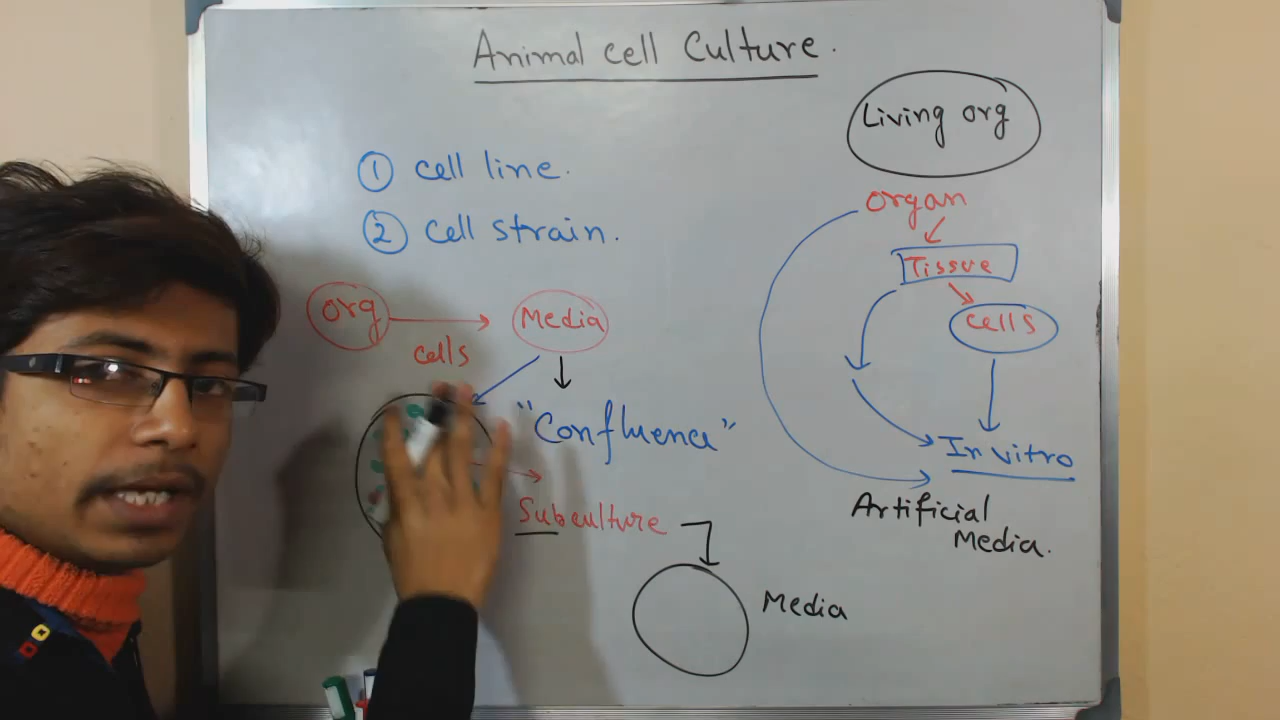 Animal cell Culture.
① cell line.
② cell strain.
org
cells
Media
"Confluence"
Subculture
Media
Living org
organ
Tissue
cells
In vitro
Artificial
Media.